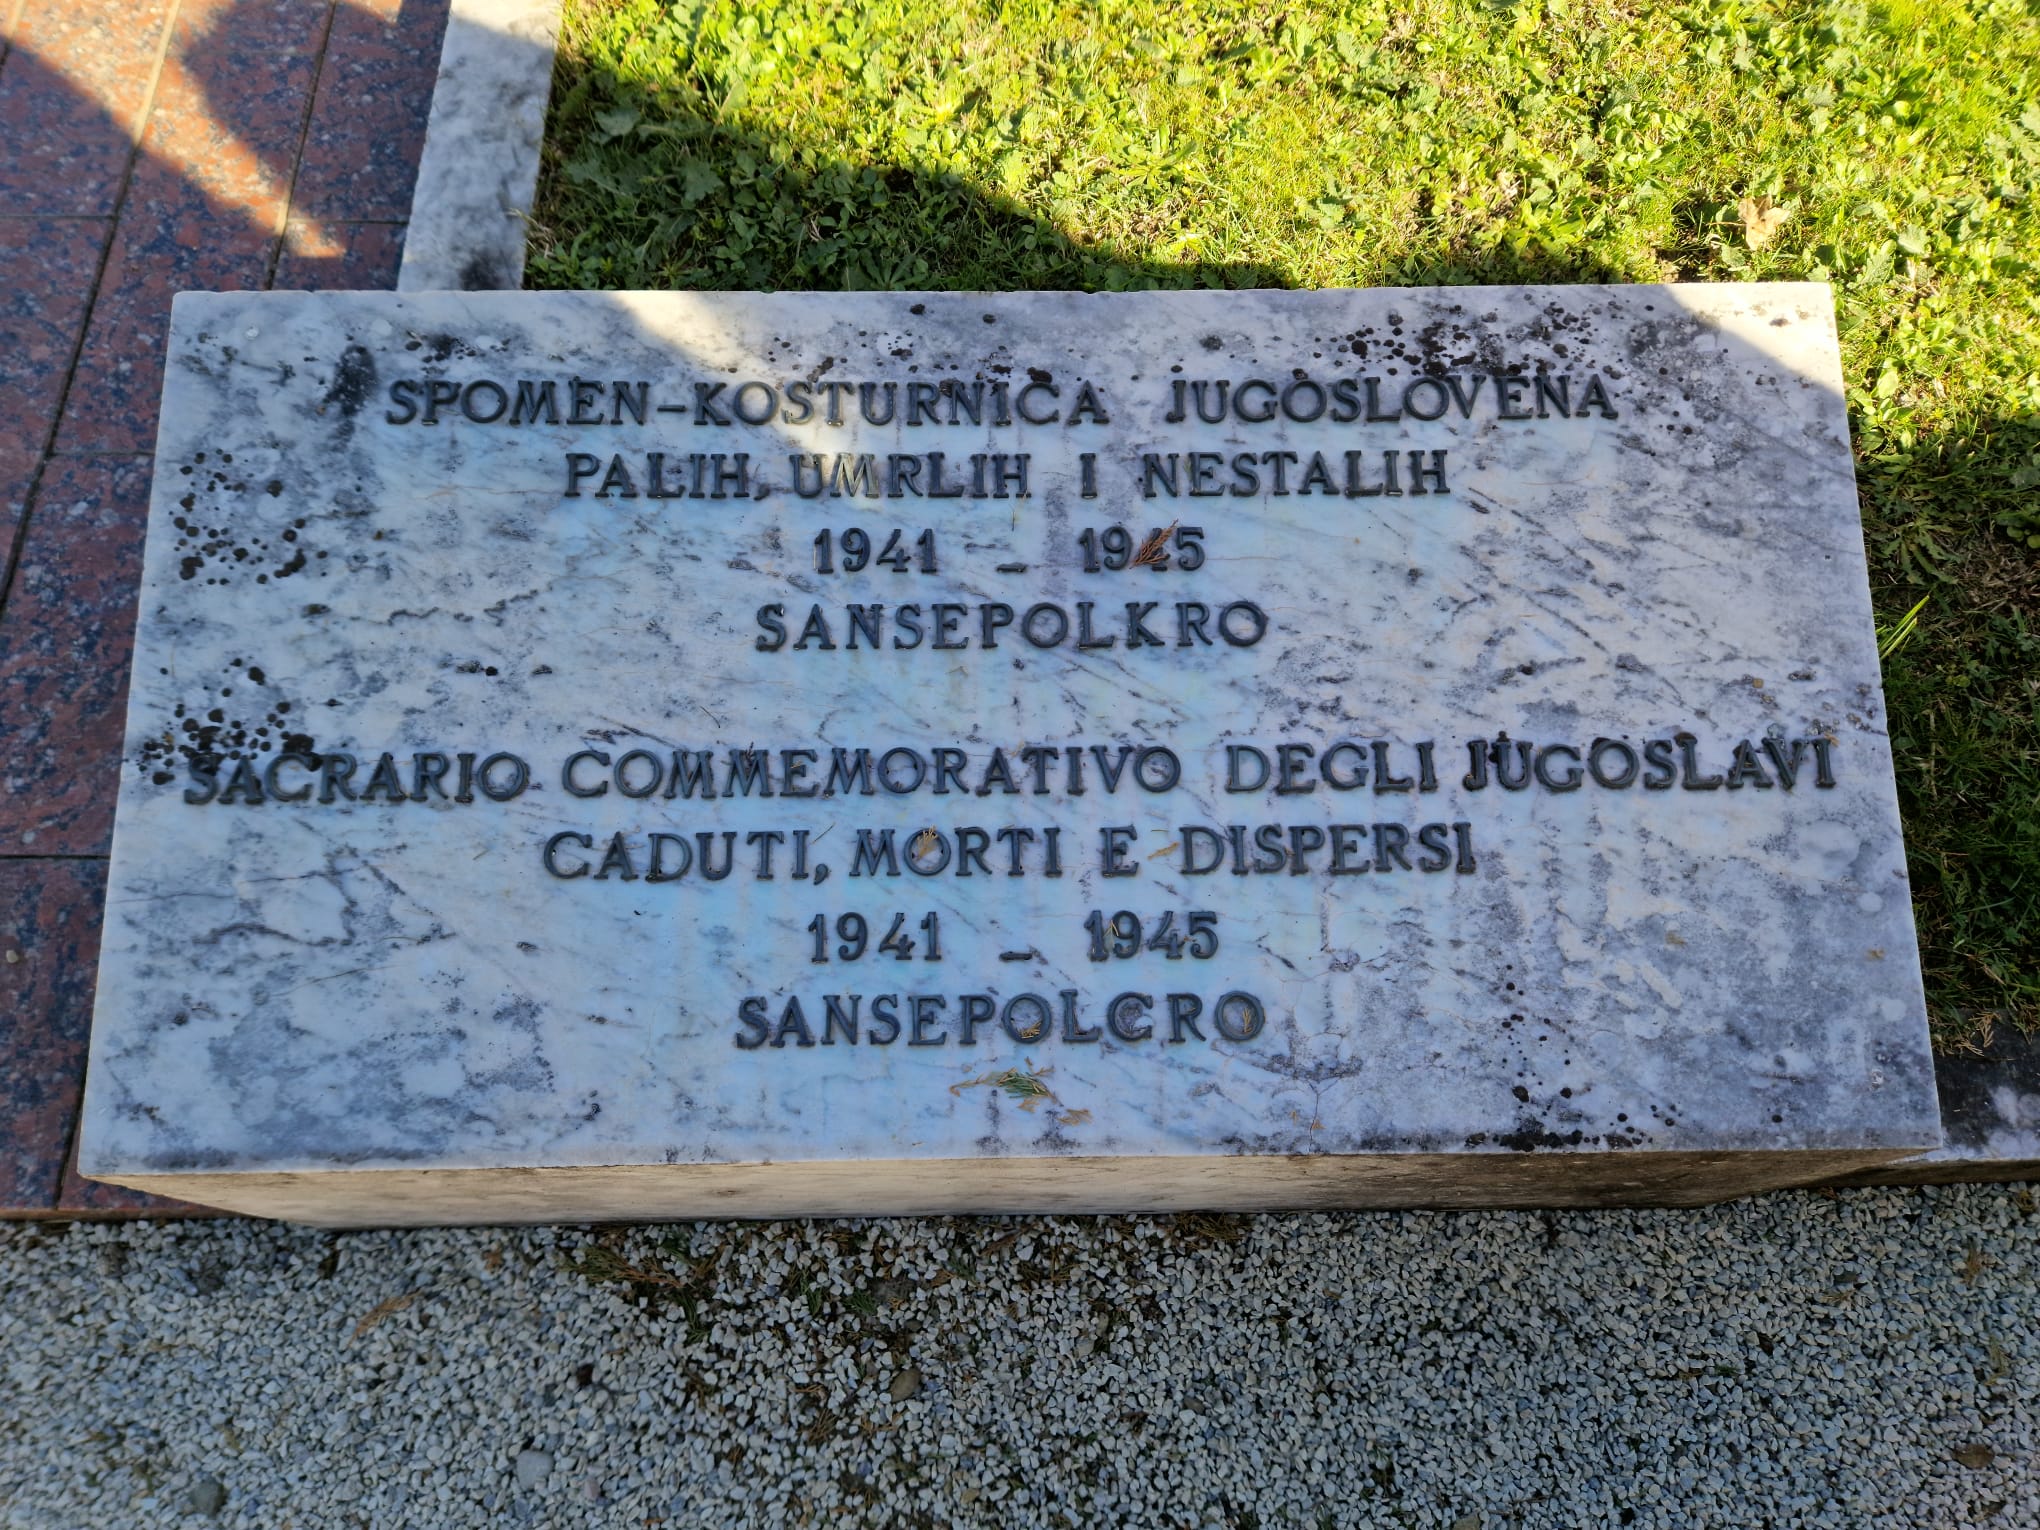 SPOMEN-KOSTURNICA JUGOSLOVENA
PALIH, UMRLIH I NESTALIH
1941 - 1945
SANSEPOLKRO
SACRARIO COMMEMORATIVO DEGLI JUGOSLAVI
CADUTI, MORTI E DISPERSI
1941 - 1945
SANSEPOLCRO